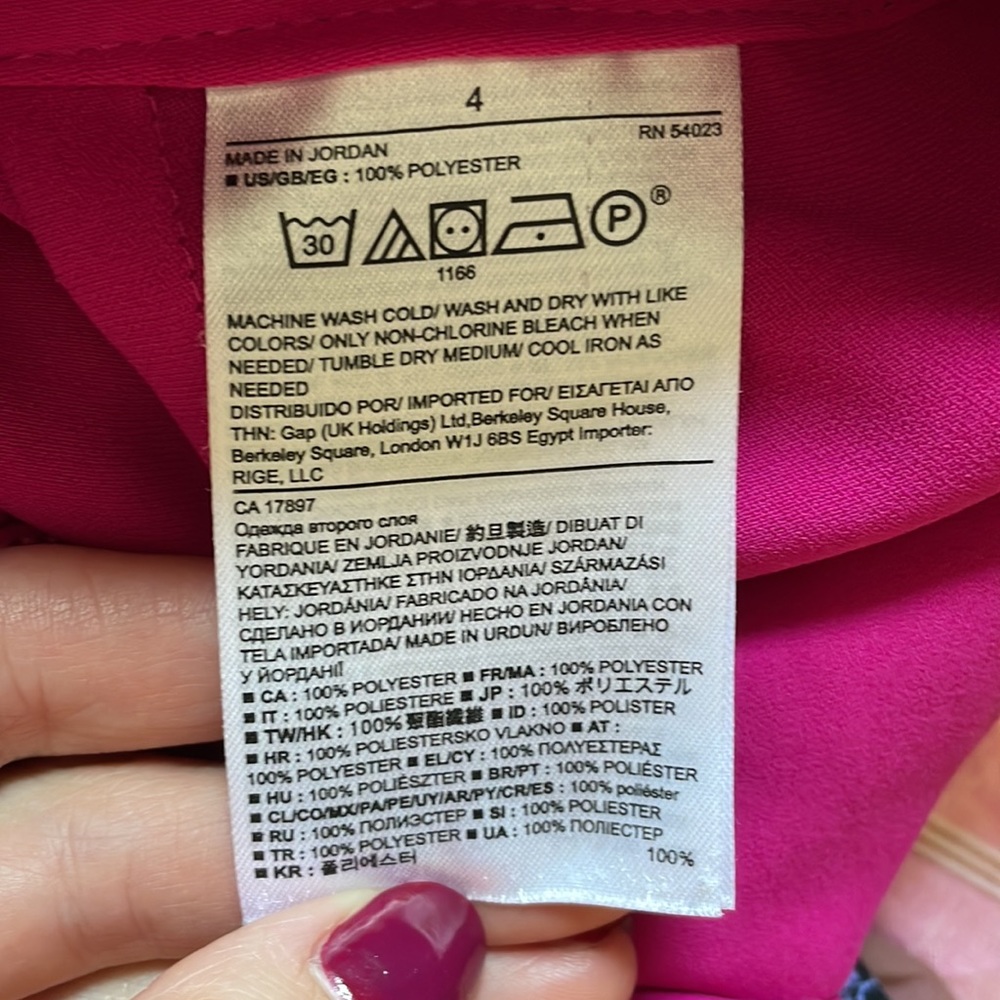 4
RN 54023
MADE IN JORDAN
■ US/GB/EG : 100% POLYESTER
30 P ®
1166
MACHINE WASH COLD/ WASH AND DRY WITH LIKE
COLORS/ ONLY NON-CHLORINE BLEACH WHEN
NEEDED/ TUMBLE DRY MEDIUM/ COOL IRON AS
NEEDED
DISTRIBUIDO POR/ IMPORTED FOR/ ΕΙΣΑΓΕΤΑΙ ΑΠΟ
ΤΗΝ: Gap (UK Holdings) Ltd,Berkeley Square House,
Berkeley Square, London W1J 6BS Egypt Importer:
RIGE, LLC
CA 17897
Одежда второго слоя
FABRIQUE EN JORDANIE/ 約旦製造/ DIBUAT DI
YORDANIA/ ZEMLJA PROIZVODNJE JORDAN/
ΚΑΤΑΣΚΕΥΑΣΤΗΚΕ ΣΤΗΝ ΙΟΡΔΑΝΙΑ/ SZÁRMAZÁSI
HELY: JORDÁNIA/ FABRICADO NA JORDÂNIA/
СДЕЛАНО В ИОРДАНИИ/ HECHO EN JORDANIA CON
TELA IMPORTADA/ MADE IN URDUN/ ВИРОБЛЕНО
У ЙОРДАНІЇ
■ CA : 100% POLYESTER ■ FR/MA : 100% POLYESTER
■ IT : 100% POLIESTERE ■ JP : 100% ポリエステル
■ TW/HK : 100% 聚酯纖維 ■ ID : 100% POLISTER
■ HR : 100% POLIESTERSKO VLAKNO ■ AT :
100% POLYESTER ■ EL/CY : 100% ΠΟΛΥΕΣΤΕΡΑΣ
■ HU : 100% POLIÉSZTER ■ BR/PT : 100% POLIÉSTER
■ CL/CO/MX/PA/PE/UY/AR/PY/CR/ES : 100% poliéster
■ RU : 100% ПОЛИЭСТЕР ■ SI : 100% POLIESTER
■ TR : 100% POLYESTER ■ UA : 100% ПОЛІЕСТЕР
■ KR : 폴리에스터 100%